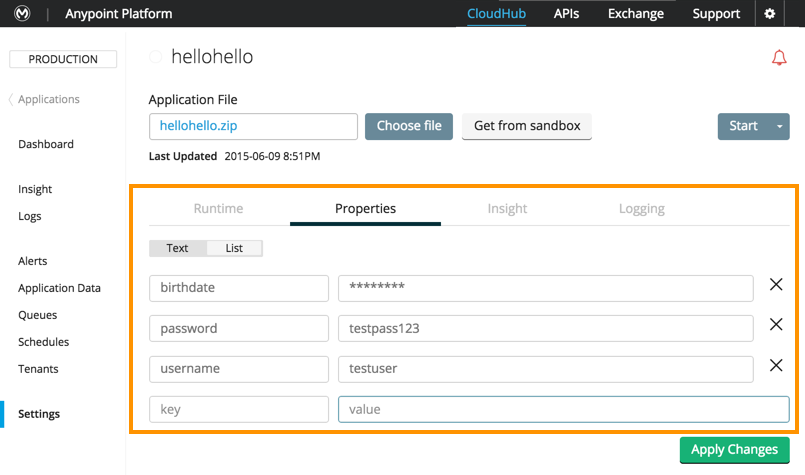 Anypoint Platform
CloudHub
APIs
Exchange
Support
PRODUCTION
Applications
Dashboard
Insight
Logs
Alerts
Application Data
Queues
Schedules
Tenants
Settings
hellohello
Application File
hellohello.zip
Choose file
Get from sandbox
Start
Last Updated 2015-06-09 8:51PM
Runtime
Properties
Insight
Logging
Text
List
birthdate
********
password
testpass123
username
testuser
key
value
Apply Changes